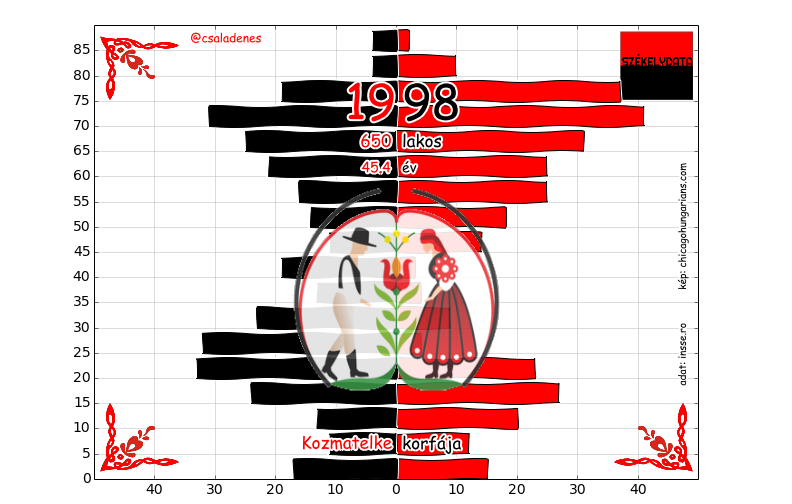 @csaladenes
SZÉKELYDATA
1998
650 lakos
45,4 év
kép: chicagohungarians.com
adat: insse.ro
Kozmatelke korfája
85
80
75
70
65
60
55
50
45
40
35
30
25
20
15
10
5
0
40 30 20 10 0 10 20 30 40